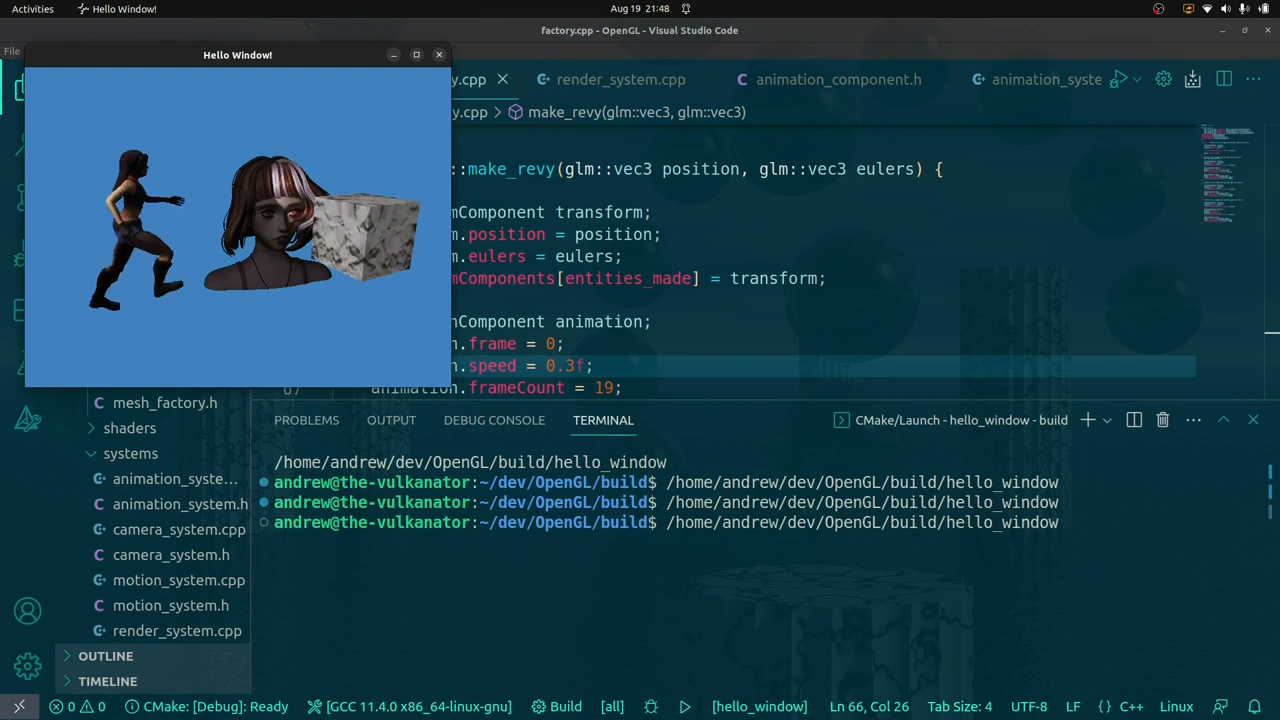 Activities
Hello Window!
Aug 19 21:48
factory.cpp - OpenGL - Visual Studio Code
File
Hello Window!
y.cpp
render_system.cpp
animation_component.h
animation_syste
y.cpp > make_revy(glm::vec3, glm::vec3)
::make_revy(glm::vec3 position, glm::vec3 eulers) {
mComponent transform;
m.position = position;
m.eulers = eulers;
mComponents[entities_made] = transform;
nComponent animation;
n.frame = 0;
n.speed = 0.3f;
67 animation.frameCount = 19;
mesh_factory.h
shaders
systems
animation_syste...
animation_system.h
camera_system.cpp
camera_system.h
motion_system.cpp
motion_system.h
render_system.cpp
OUTLINE
TIMELINE
PROBLEMS OUTPUT DEBUG CONSOLE TERMINAL
CMake/Launch - hello_window - build
/home/andrew/dev/OpenGL/build/hello_window
andrew@the-vulkanator:~/dev/OpenGL/build$ /home/andrew/dev/OpenGL/build/hello_window
andrew@the-vulkanator:~/dev/OpenGL/build$ /home/andrew/dev/OpenGL/build/hello_window
andrew@the-vulkanator:~/dev/OpenGL/build$ /home/andrew/dev/OpenGL/build/hello_window
0 0 CMake: [Debug]: Ready [GCC 11.4.0 x86_64-linux-gnu] Build [all] [hello_window] Ln 66, Col 26 Tab Size: 4 UTF-8 LF {} C++ Linux